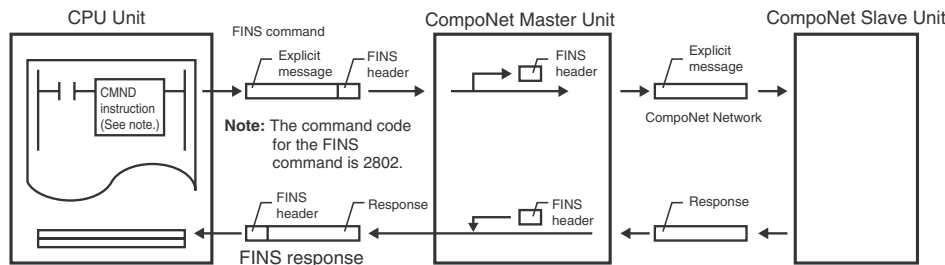 CPU Unit
CompoNet Master Unit
CompoNet Slave Unit
FINS command
Explicit
message
FINS
header
FINS
header
Explicit
message
CMND
instruction
(See note.)
Note: The command code
for the FINS
command is 2802.
CompoNet Network
FINS
header
Response
FINS
header
Response
FINS response